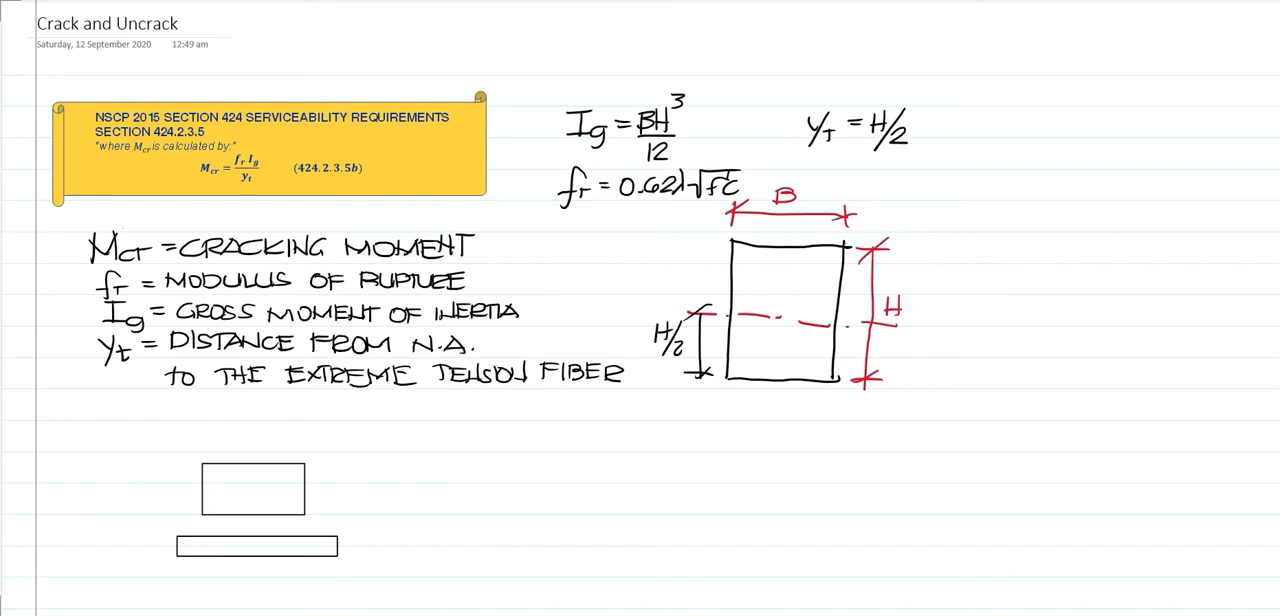 Crack and Uncrack
Saturday, 12 September 2020 12:49 am
NSCP 2015 SECTION 424 SERVICEABILITY REQUIREMENTS
SECTION 424.2.3.5
"where Mcr is calculated by:"
Mcr = fr Ig / yt (424.2.3.5b)
Ig = BH³/12
yT = H/2
fr = 0.62λ√f'c
Mcr = CRACKING MOMENT
fr = MODULUS OF RUPTURE
Ig = GROSS MOMENT OF INERTIA
yt = DISTANCE FROM N.A.
TO THE EXTREME TENSION FIBER
B
H
H/2